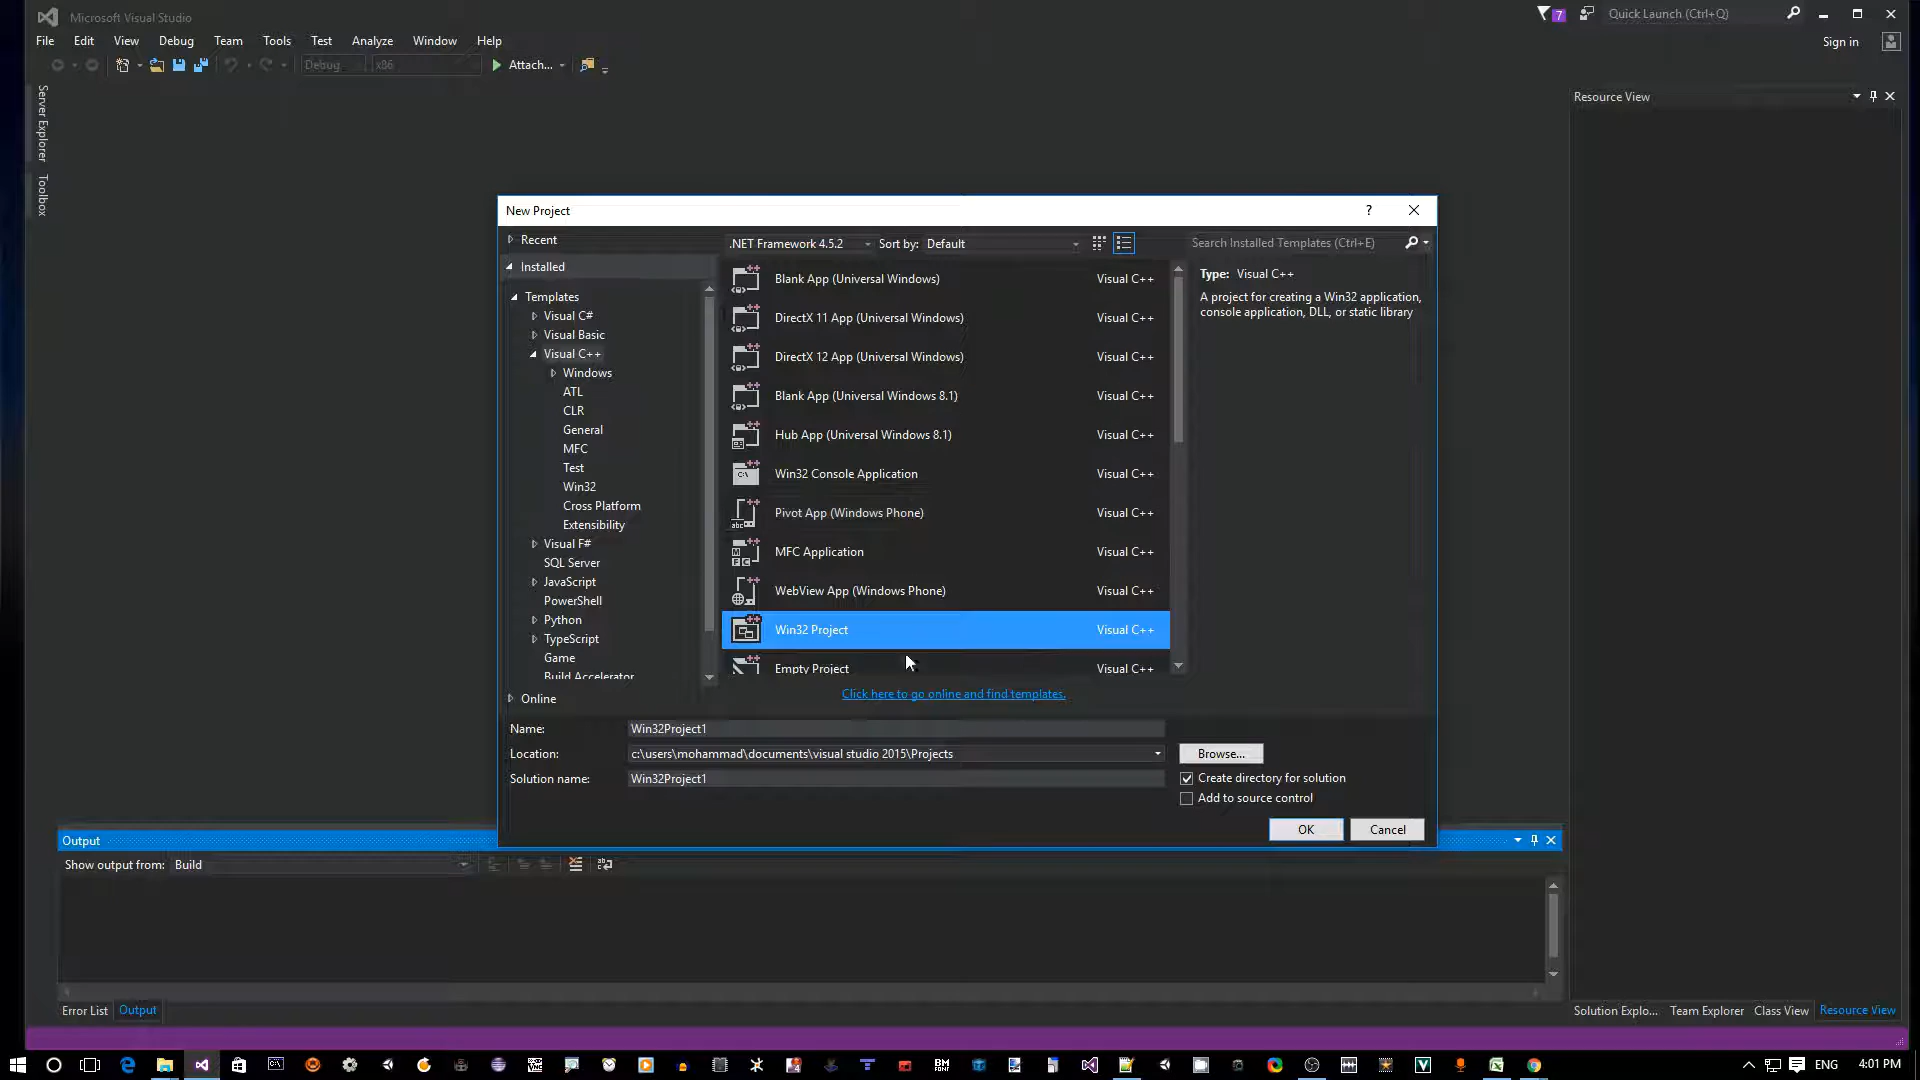 Microsoft Visual Studio
7
Quick Launch (Ctrl+Q)
File Edit View Debug Team Tools Test Analyze Window Help
Sign in
Debug x86 Attach...
Server Explorer
Toolbox
Resource View
New Project
?
Recent
.NET Framework 4.5.2 Sort by: Default
Search Installed Templates (Ctrl+E)
Installed
Templates
Visual C#
Visual Basic
Visual C++
Windows
ATL
CLR
General
MFC
Test
Win32
Cross Platform
Extensibility
Visual F#
SQL Server
JavaScript
PowerShell
Python
TypeScript
Game
Build Accelerator
Online
Blank App (Universal Windows) Visual C++
DirectX 11 App (Universal Windows) Visual C++
DirectX 12 App (Universal Windows) Visual C++
Blank App (Universal Windows 8.1) Visual C++
Hub App (Universal Windows 8.1) Visual C++
Win32 Console Application Visual C++
Pivot App (Windows Phone) Visual C++
MFC Application Visual C++
WebView App (Windows Phone) Visual C++
Win32 Project Visual C++
Empty Project Visual C++
Click here to go online and find templates.
Type: Visual C++
A project for creating a Win32 application,
console application, DLL, or static library
Name: Win32Project1
Location: c:\users\mohammad\documents\visual studio 2015\Projects
Browse...
Solution name: Win32Project1
Create directory for solution
Add to source control
OK Cancel
Output
Show output from: Build
Error List Output
Solution Explo... Team Explorer Class View Resource View
ENG 4:01 PM